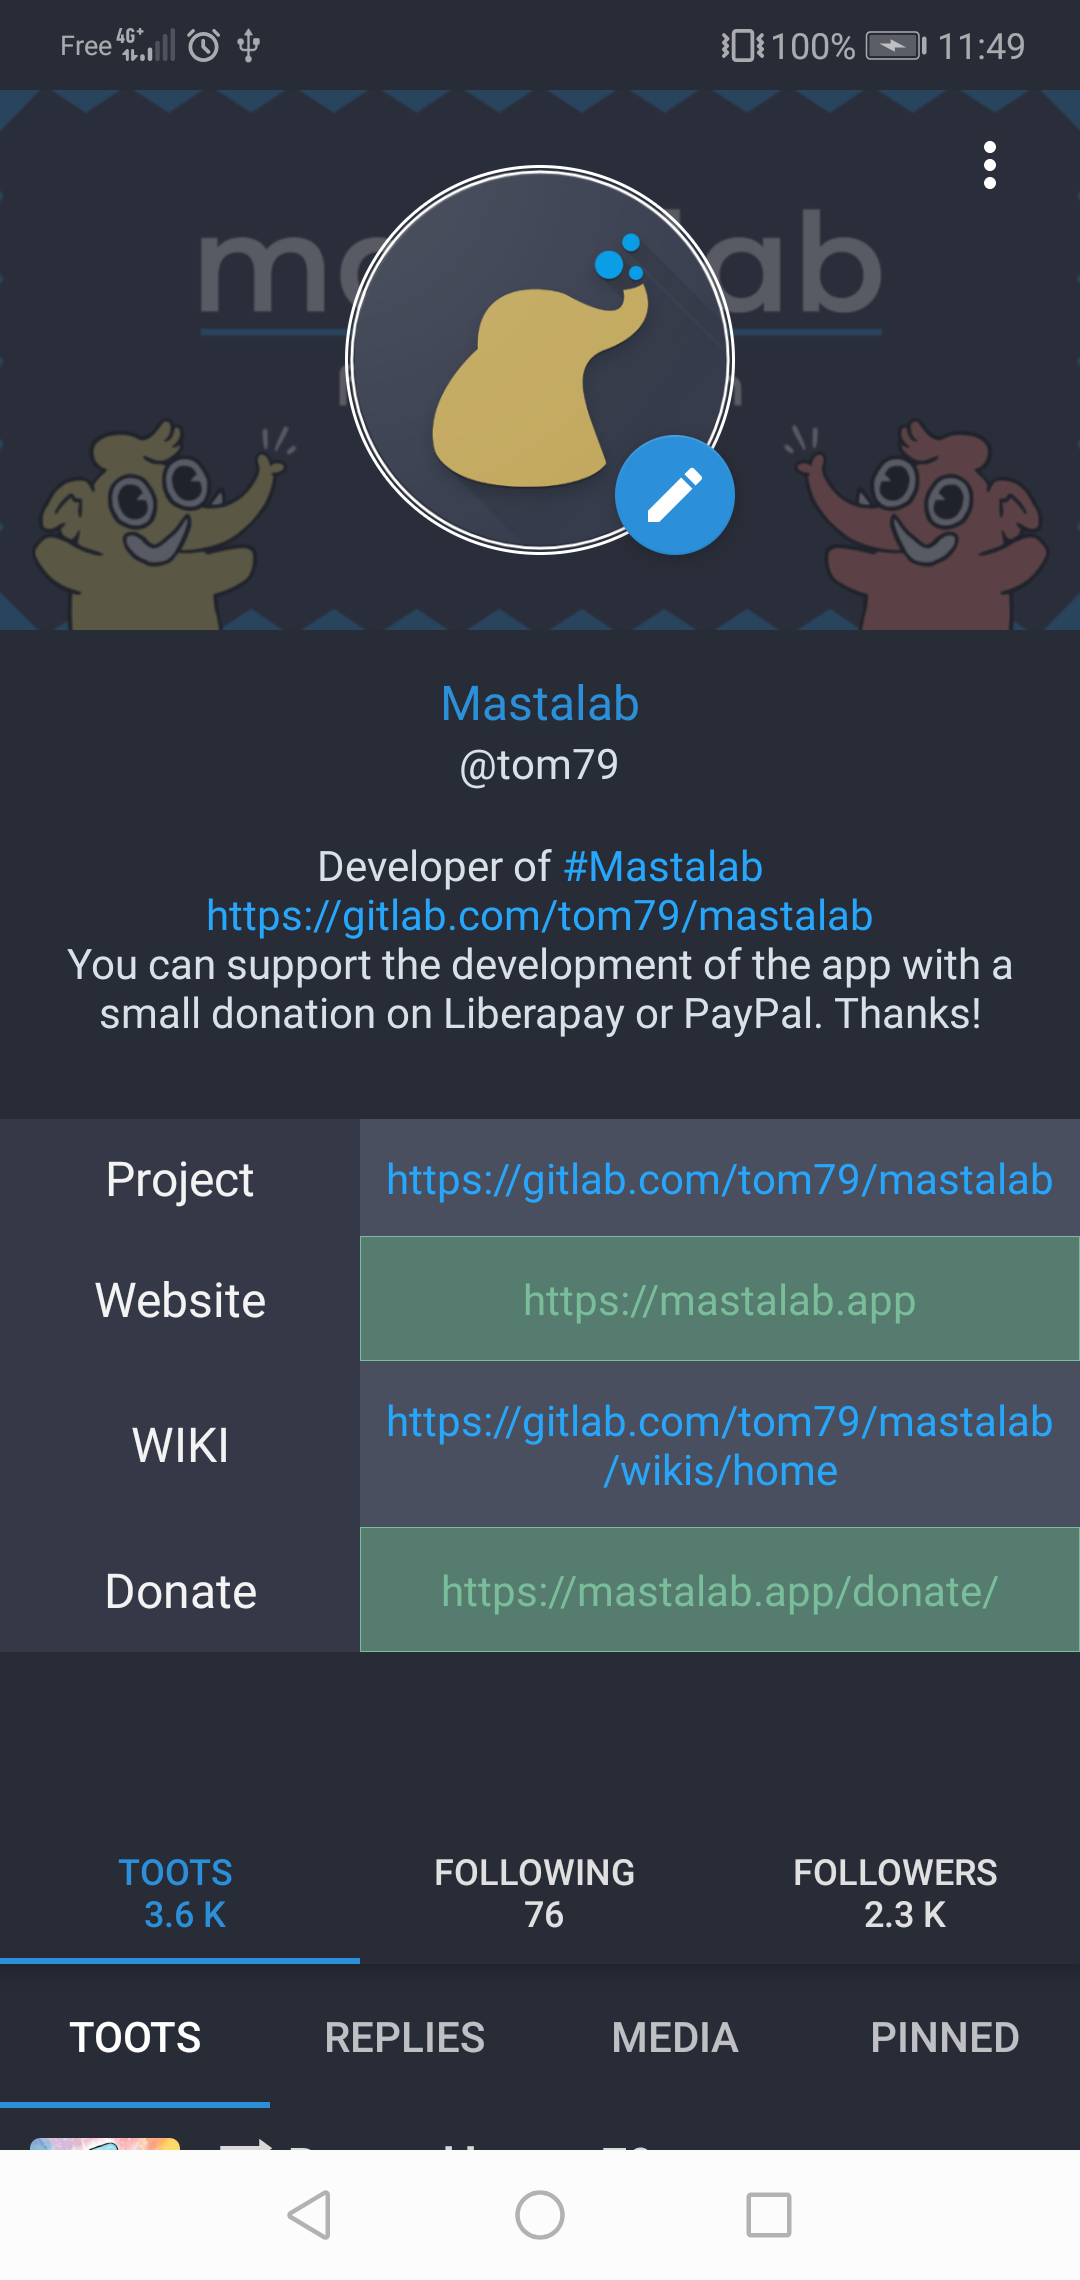 Free 4G+ 100% 11:49
ab
Mastalab
@tom79
Developer of #Mastalab
https://gitlab.com/tom79/mastalab
You can support the development of the app with a
small donation on Liberapay or PayPal. Thanks!
Project https://gitlab.com/tom79/mastalab
Website https://mastalab.app
WIKI https://gitlab.com/tom79/mastalab
/wikis/home
Donate https://mastalab.app/donate/
TOOTS FOLLOWING FOLLOWERS
3.6 K 76 2.3 K
TOOTS REPLIES MEDIA PINNED